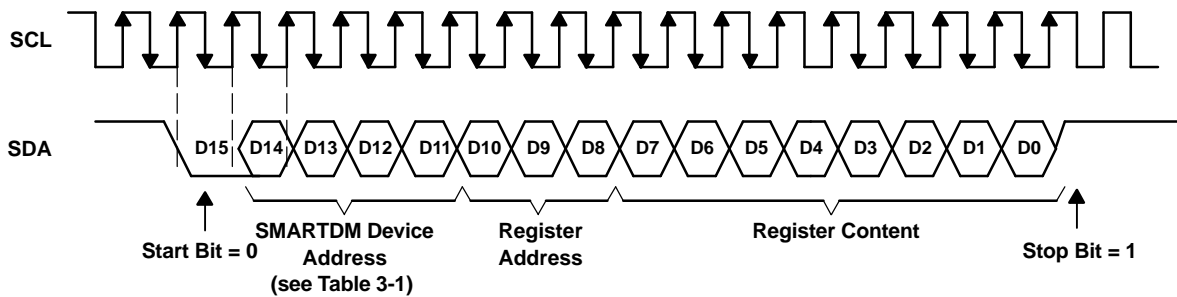 SCL
SDA
D15 D14 D13 D12 D11 D10 D9 D8 D7 D6 D5 D4 D3 D2 D1 D0
Start Bit = 0
SMARTDM Device
Address
(see Table 3-1)
Register
Address
Register Content
Stop Bit = 1